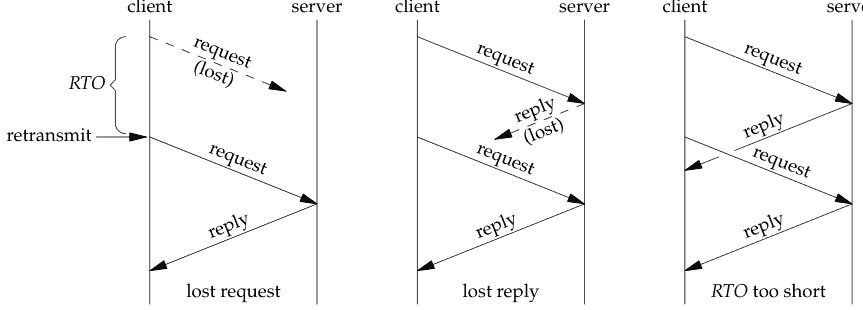 client server
request
(lost)
RTO
retransmit
request
reply
lost request
client server
request
reply
(lost)
request
reply
lost reply
client serve
request
reply
request
reply
RTO too short